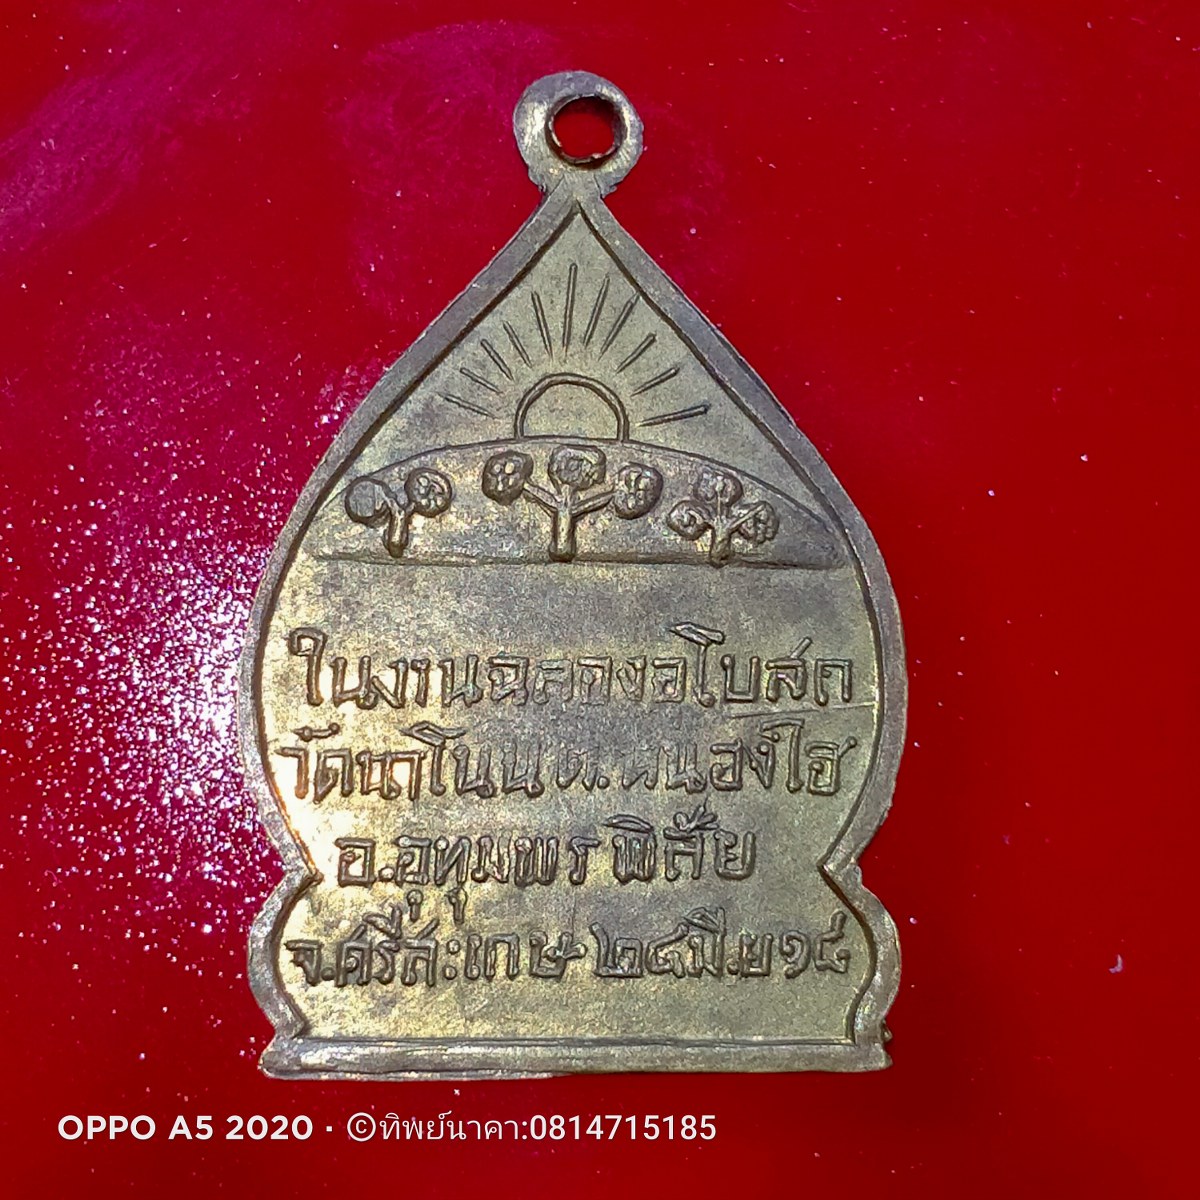 ในงานฉลองอุโบสถ
วัดนาโนน ต.หนองไฮ
อ.อุทุมพรพิสัย
จ.ศรีสะเกษ ๒๘ มี.ย ๑๘
OPPO A5 2020 · ©ทิพย์นาคา:0814715185